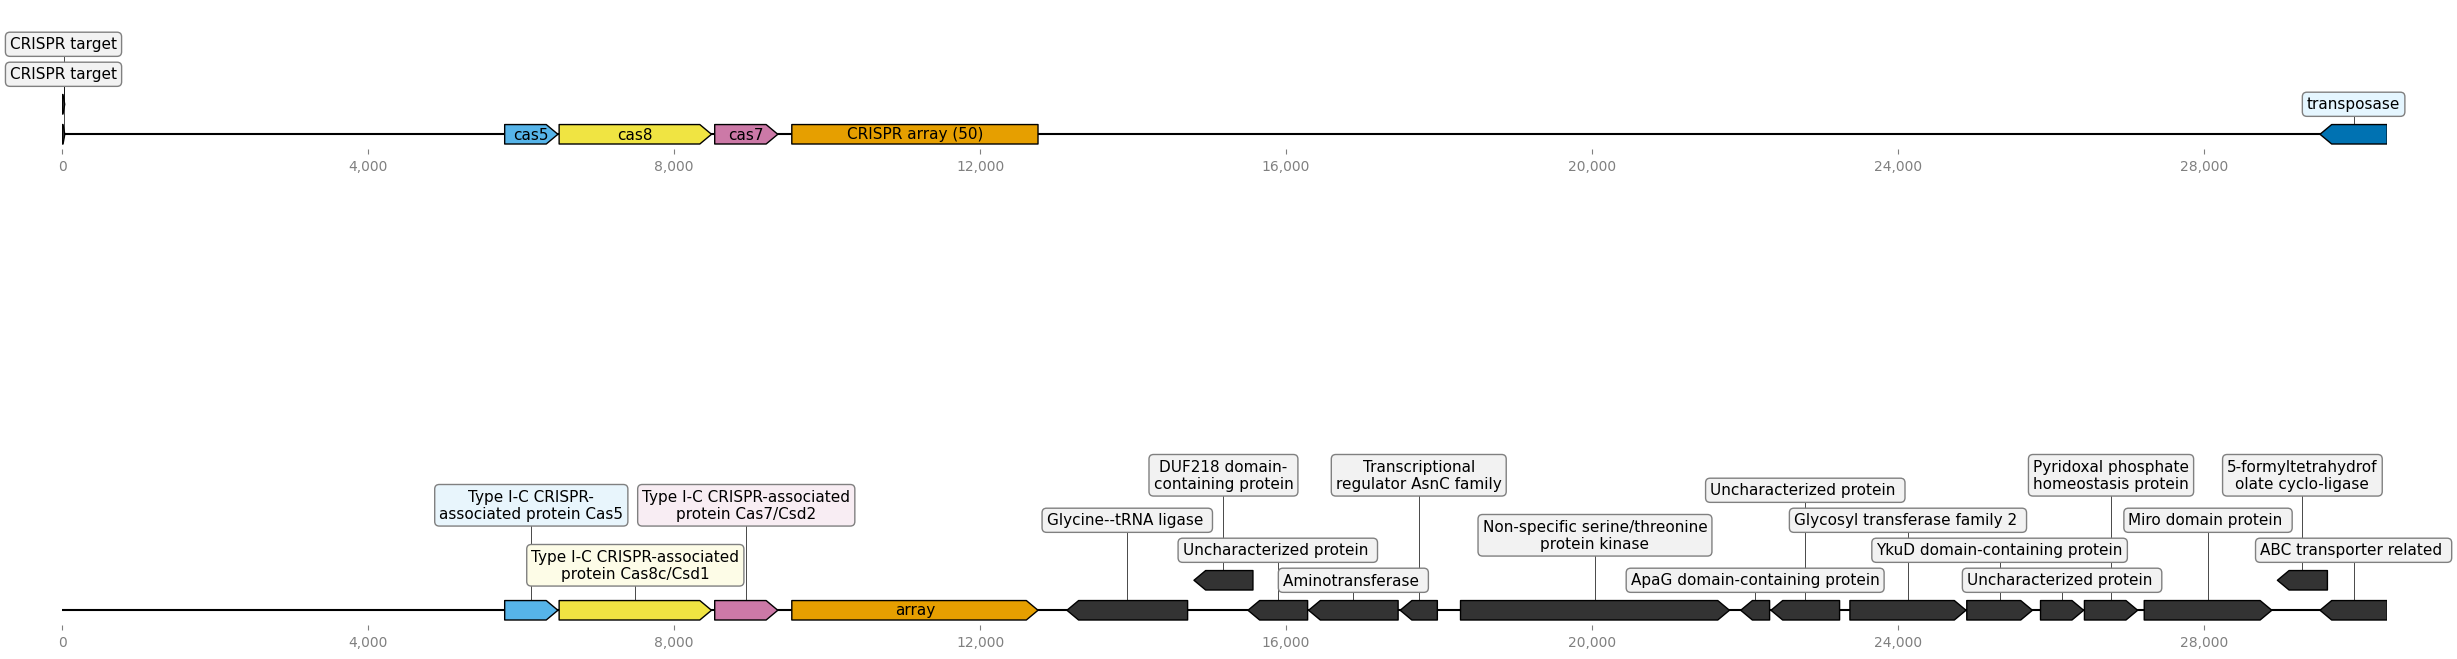 CRISPR target
CRISPR target
transposase
cas5
cas8
cas7
CRISPR array (50)
0
4,000
8,000
12,000
16,000
20,000
24,000
28,000
DUF218 domain-
containing protein
Transcriptional
regulator AsnC family
Pyridoxal phosphate
homeostasis protein
5-formyltetrahydrof
olate cyclo-ligase
Uncharacterized protein
Type I-C CRISPR-
associated protein Cas5
Type I-C CRISPR-associated
protein Cas7/Csd2
Glycine--tRNA ligase
Non-specific serine/threonine
protein kinase
Glycosyl transferase family 2
Miro domain protein
Type I-C CRISPR-associated
protein Cas8c/Csd1
Uncharacterized protein
YkuD domain-containing protein
ABC transporter related
Aminotransferase
ApaG domain-containing protein
Uncharacterized protein
array
0
4,000
8,000
12,000
16,000
20,000
24,000
28,000